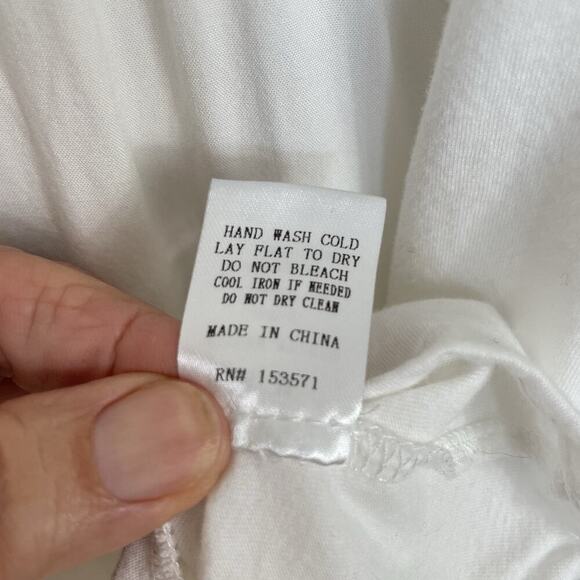 HAND WASH COLD
LAY FLAT TO DRY
DO NOT BLEACH
COOL IRON IF NEEDED
DO NOT DRY CLEAN
MADE IN CHINA
RN# 153571